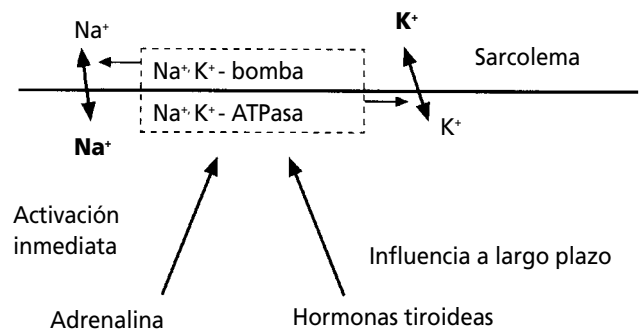 Na⁺
K⁺
Na⁺, K⁺ - bomba
Sarcolema
Na⁺, K⁺ - ATPasa
K⁺
Na⁺
Activación
inmediata
Influencia a largo plazo
Adrenalina
Hormonas tiroideas